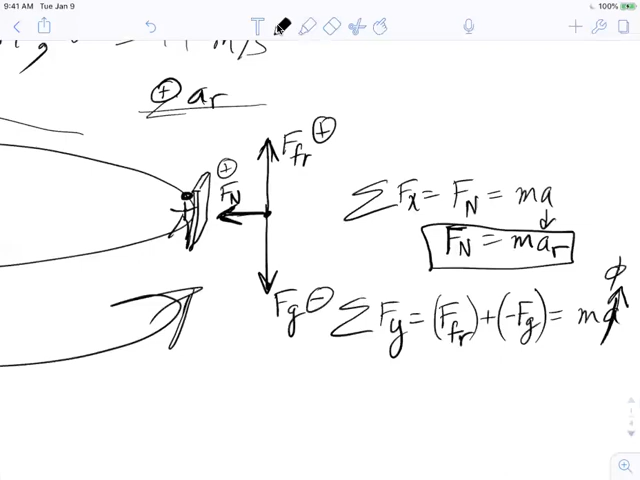 9:41 AM Tue Jan 9
100%
m/s
⊕ ar
Ffr ⊕
⊕
FN
ΣFx = FN = ma
FN = mar
Fg ⊖
ΣFy = (Ffr) + (-Fg) = ma